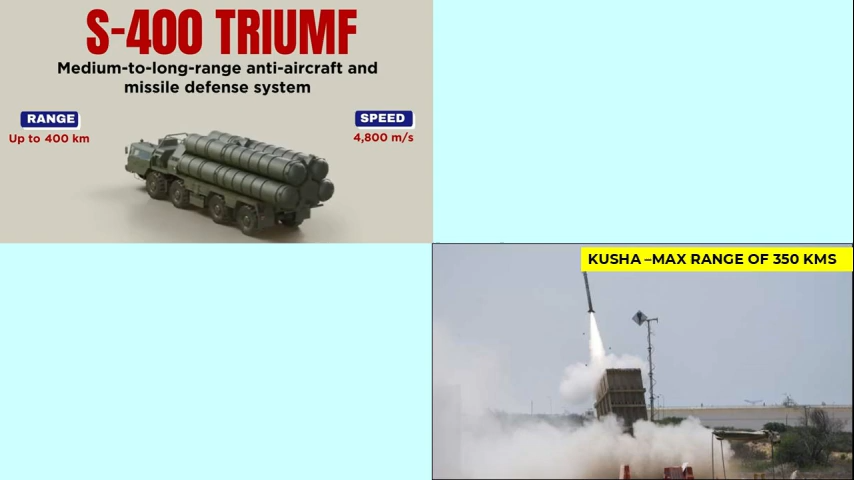 S-400 TRIUMF
Medium-to-long-range anti-aircraft and
missile defense system
RANGE
Up to 400 km
SPEED
4,800 m/s
KUSHA –MAX RANGE OF 350 KMS